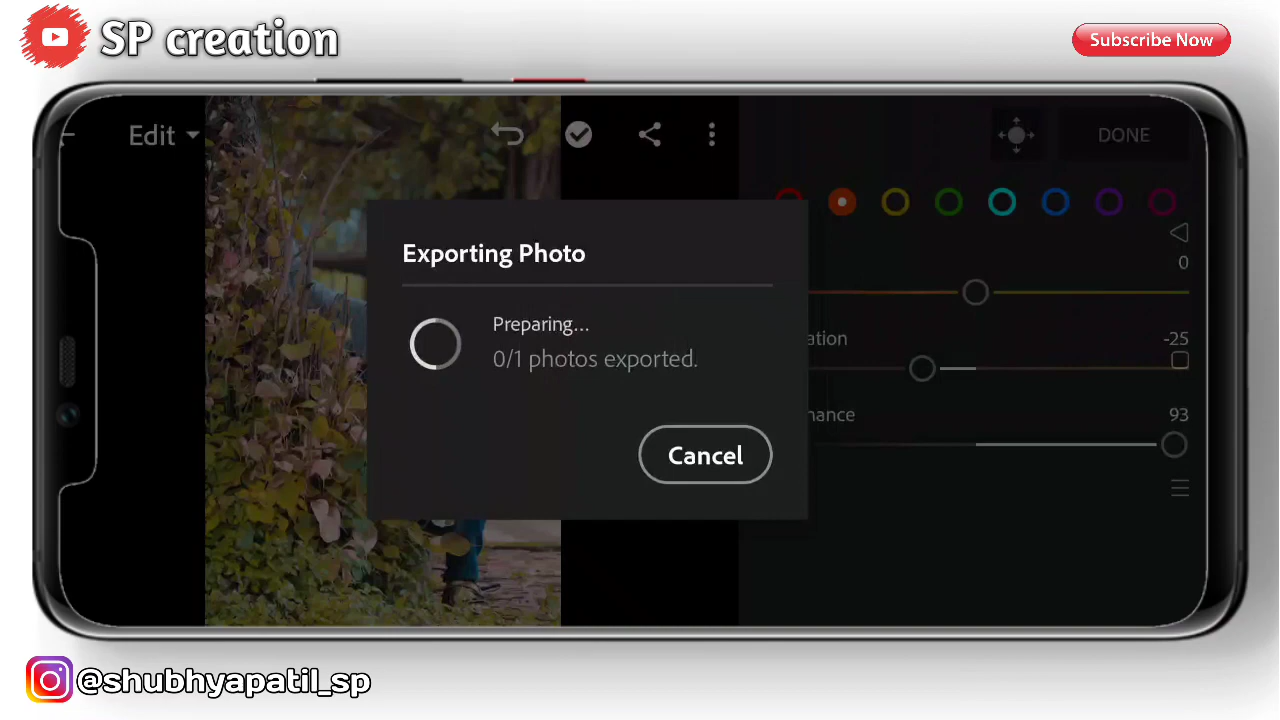 SP creation
Subscribe Now
Edit
DONE
0
Exporting Photo
Preparing...
0/1 photos exported.
ation
-25
nance
93
Cancel
@shubhyapatil_sp